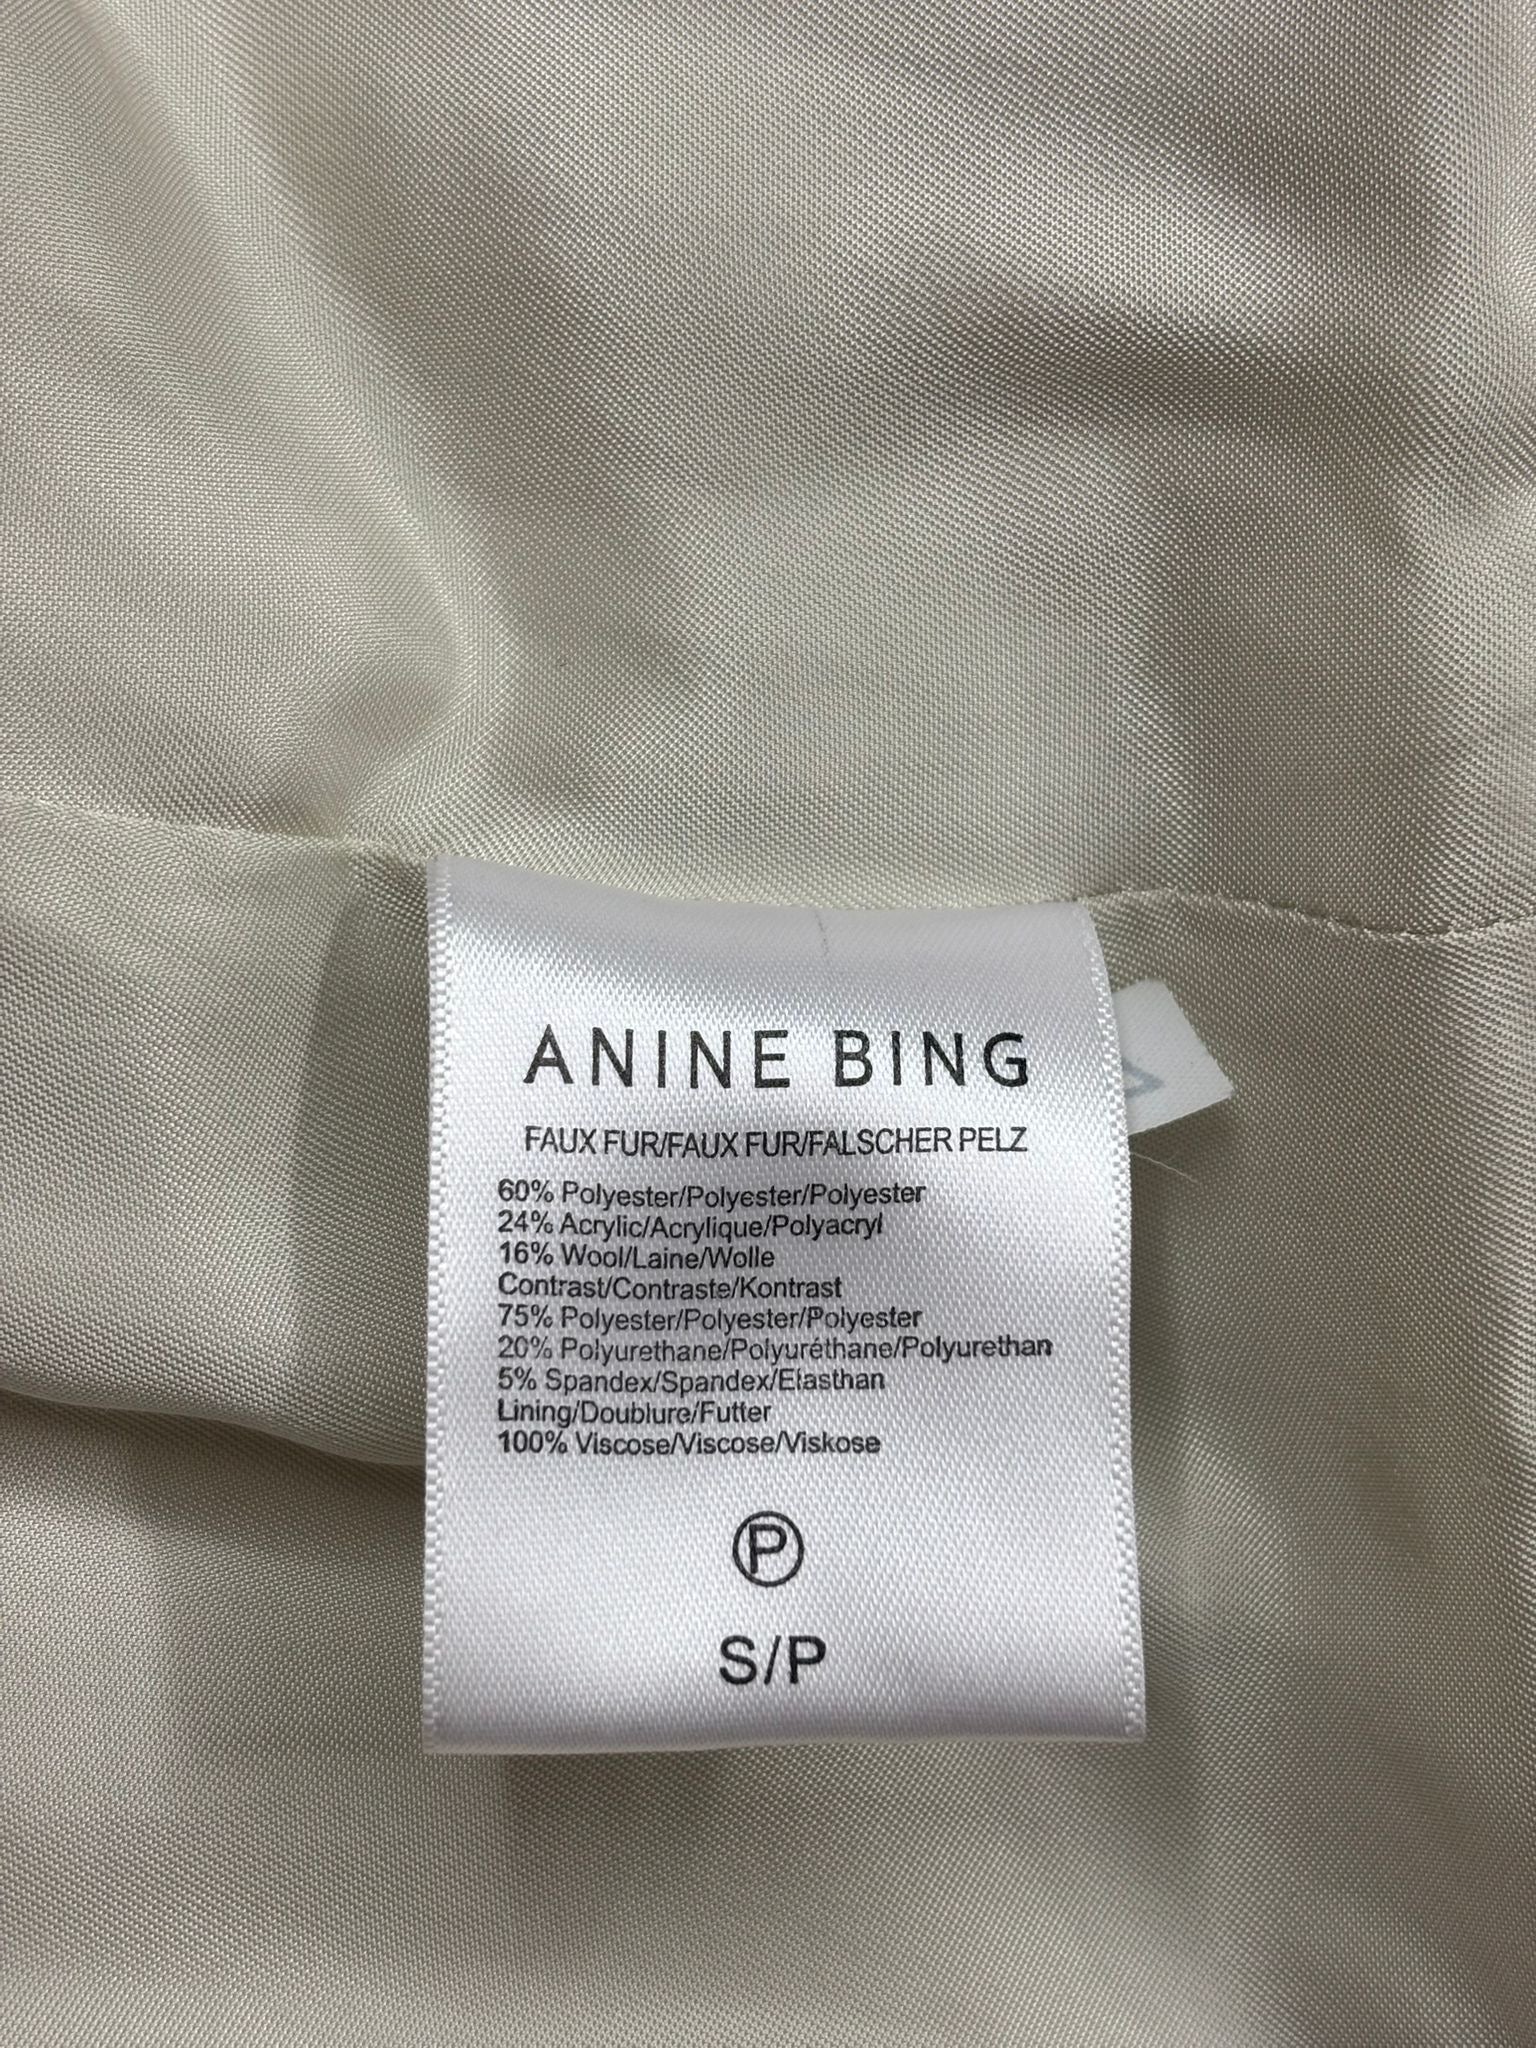 ANINE BING
FAUX FUR/FAUX FUR/FALSCHER PELZ
60% Polyester/Polyester/Polyester
24% Acrylic/Acrylique/Polyacryl
16% Wool/Laine/Wolle
Contrast/Contraste/Kontrast
75% Polyester/Polyester/Polyester
20% Polyurethane/Polyuréthane/Polyurethan
5% Spandex/Spandex/Elasthan
Lining/Doublure/Futter
100% Viscose/Viscose/Viskose
P
S/P